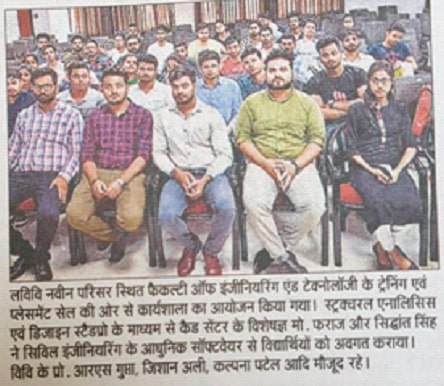 लविवि नवीन परिसर स्थित फैकल्टी ऑफ इंजीनियरिंग एंड टेक्नोलॉजी के ट्रेनिंग एवं
प्लेसमेंट सेल की ओर से कार्यशाला का आयोजन किया गया। स्ट्रक्चरल एनालिसिस
एवं डिजाइन स्टैडप्रो के माध्यम से कैड सेंटर के विशेषज्ञ मो. फराज और सिद्धांत सिंह
ने सिविल इंजीनियरिंग के आधुनिक सॉफ्टवेयर से विद्यार्थियों को अवगत कराया।
विवि के प्रो. आरएस गुप्ता, जिशान अली, कल्पना पटेल आदि मौजूद रहे।